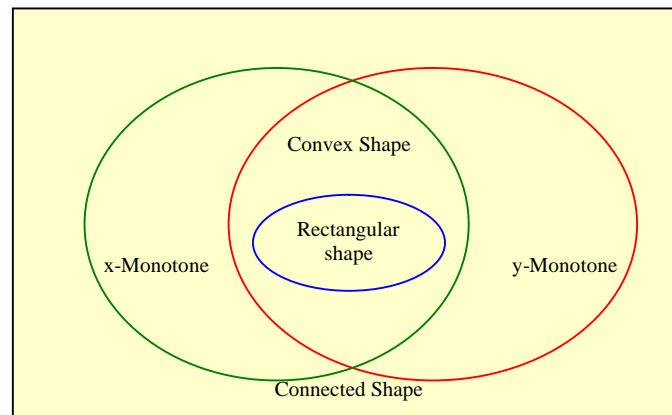 Convex Shape
Rectangular
shape
x-Monotone
y-Monotone
Connected Shape